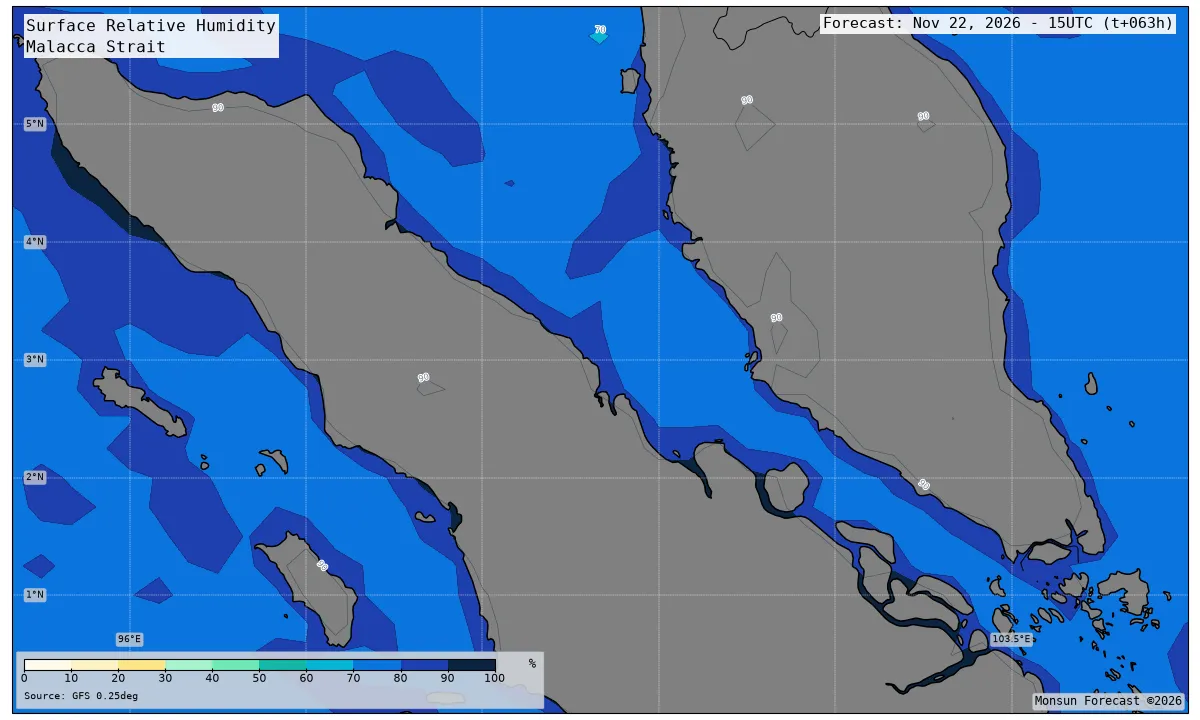 Surface Relative Humidity
Malacca Strait
Forecast: Nov 22, 2026 - 15UTC (t+063h)
70
90
90
90
5°N
4°N
90
3°N
90
2°N
90
90
1°N
96°E
103.5°E
%
0 10 20 30 40 50 60 70 80 90 100
Source: GFS 0.25deg
Monsun Forecast ©2026